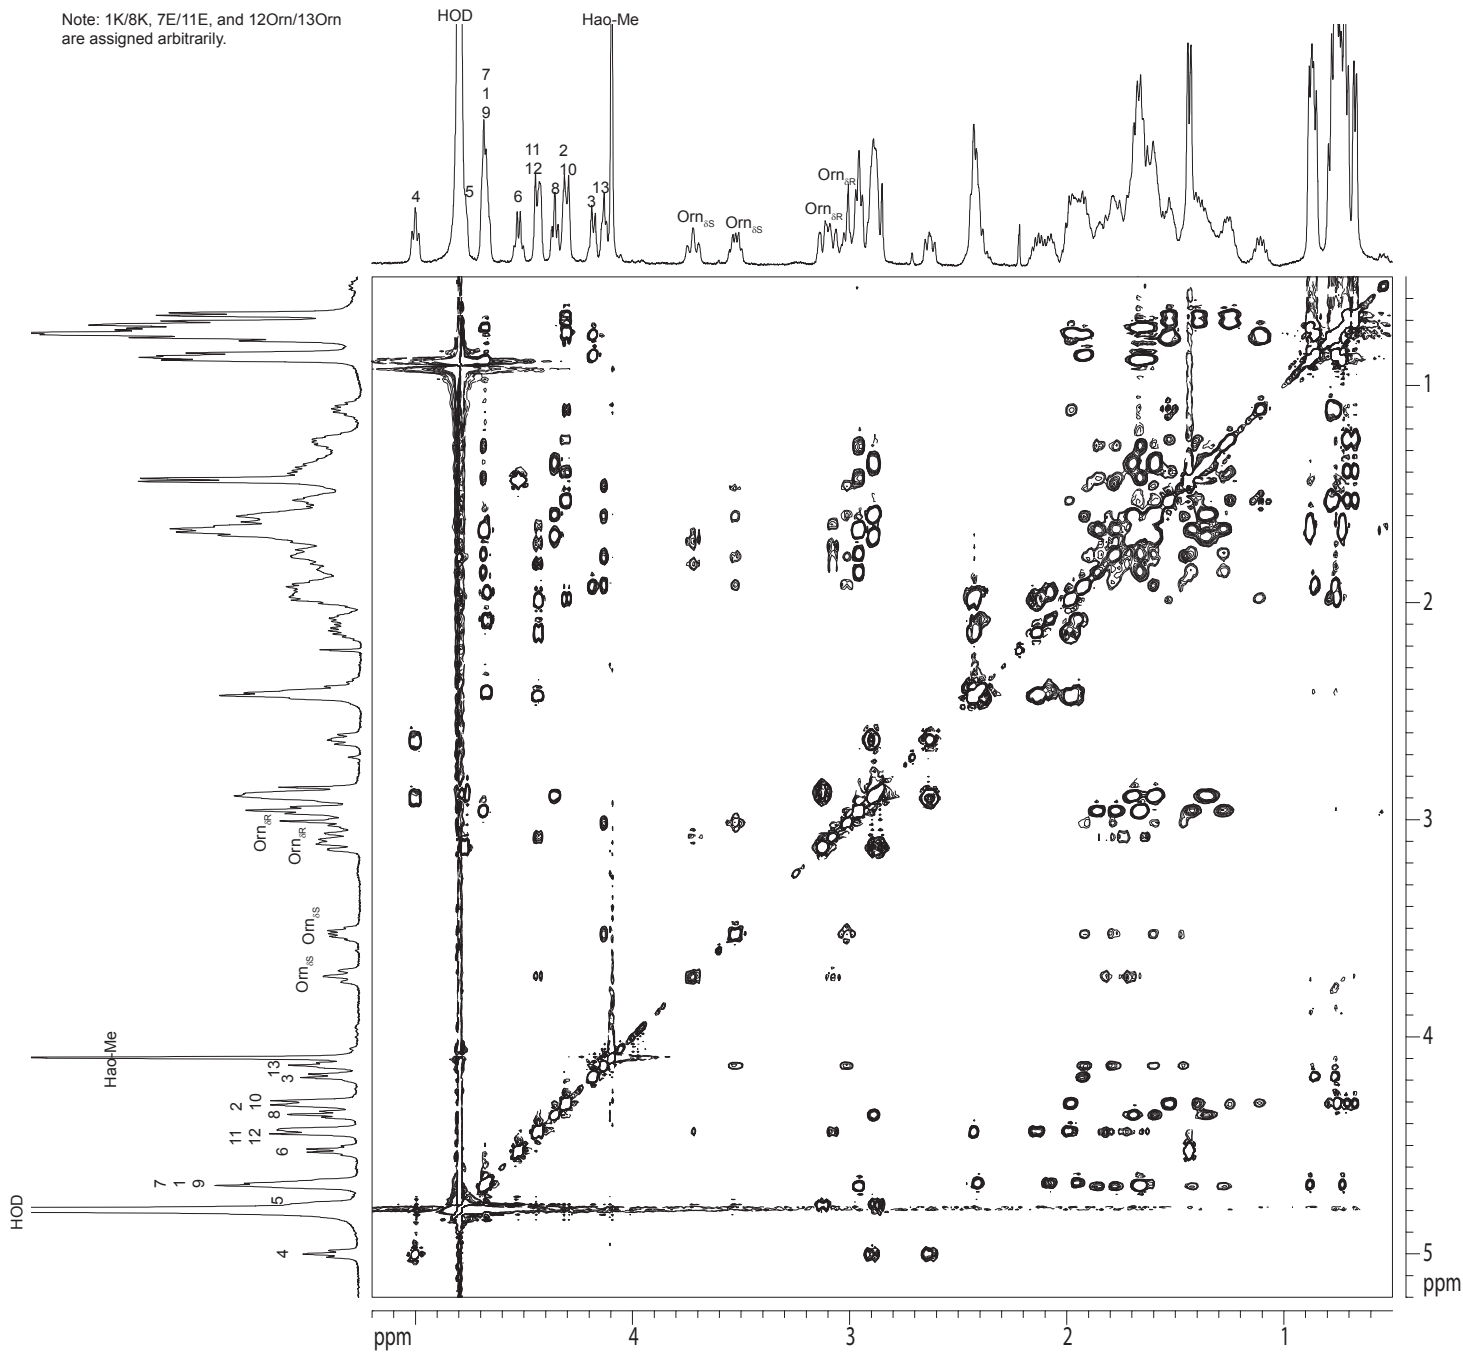 Note: 1K/8K, 7E/11E, and 12Orn/13Orn
are assigned arbitrarily.
HOD
Hao-Me
7
1
9
11
2
12
10
5
4
6
8
3
13
OrnδR
OrnδR
OrnδS
OrnδS
1
2
3
4
5
ppm
OrnδR
OrnδR
OrnδS
OrnδS
Hao-Me
13
3
2
10
8
11
12
6
7
1
9
5
HOD
4
ppm
4
3
2
1